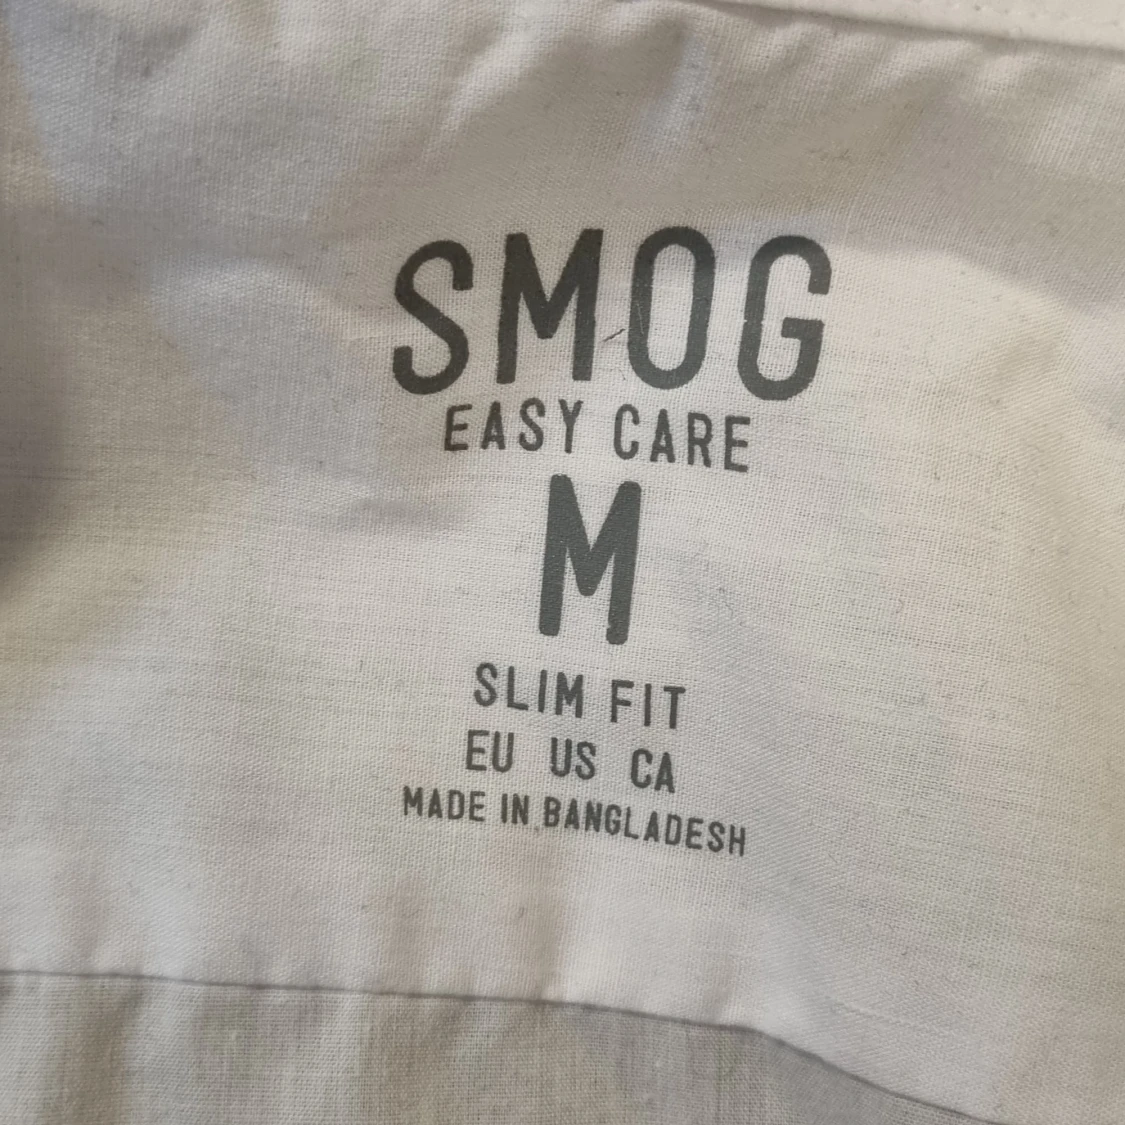 SMOG
EASY CARE
M
SLIM FIT
EU US CA
MADE IN BANGLADESH